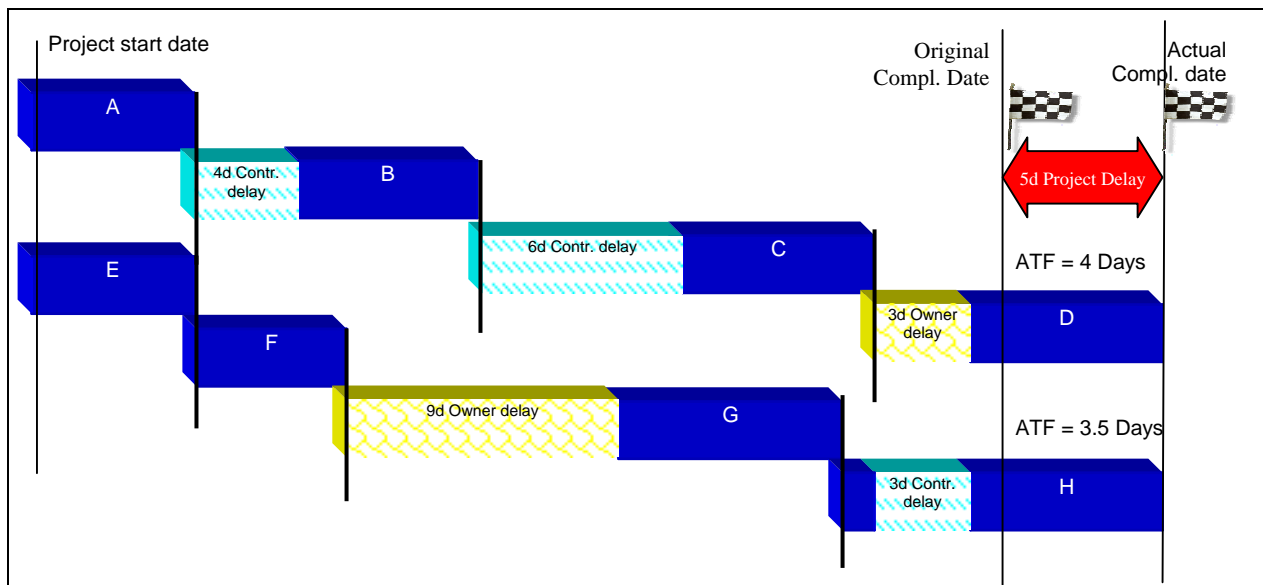 Project start date
Original
Compl. Date
Actual
Compl. date
A
4d Contr.
delay
B
5d Project Delay
6d Contr. delay
C
E
ATF = 4 Days
3d Owner
delay
D
F
9d Owner delay
G
ATF = 3.5 Days
3d Contr.
delay
H